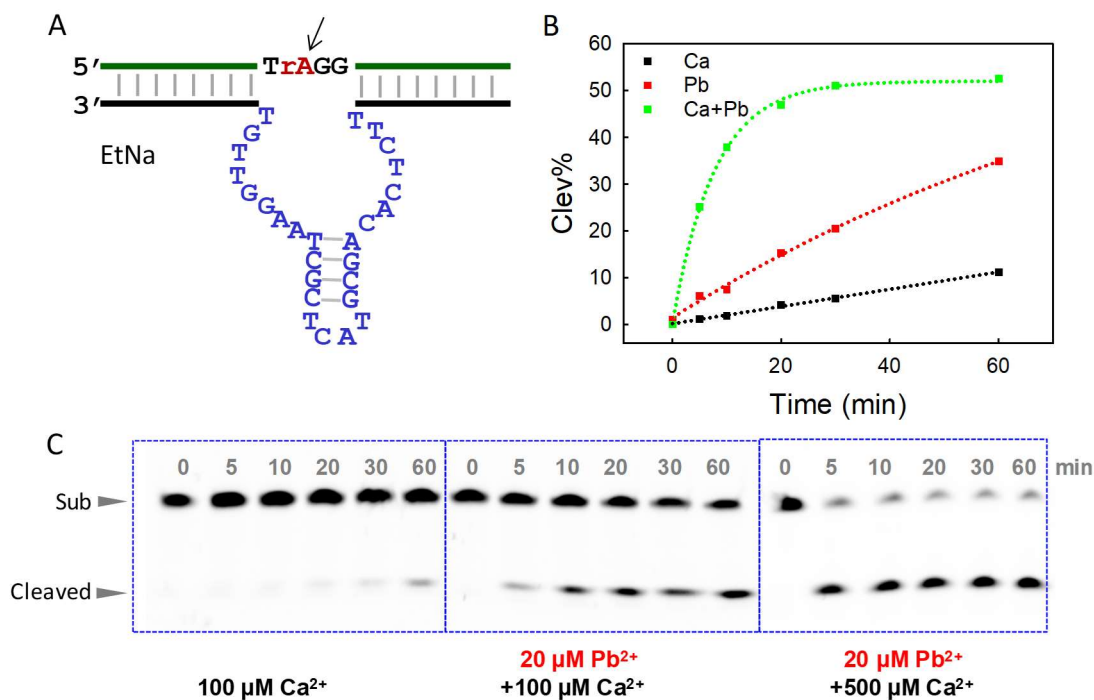 A
5′ TrAGG
3′
EtNa
TGTTGGAATCGCTCATGCGACACTCTT
B
Clev%
60
50
40
30
20
10
0
Ca
Pb
Ca+Pb
0 20 40 60
Time (min)
C
0 5 10 20 30 60 0 5 10 20 30 60 0 5 10 20 30 60 min
Sub
Cleaved
100 µM Ca²⁺
20 µM Pb²⁺
+100 µM Ca²⁺
20 µM Pb²⁺
+500 µM Ca²⁺